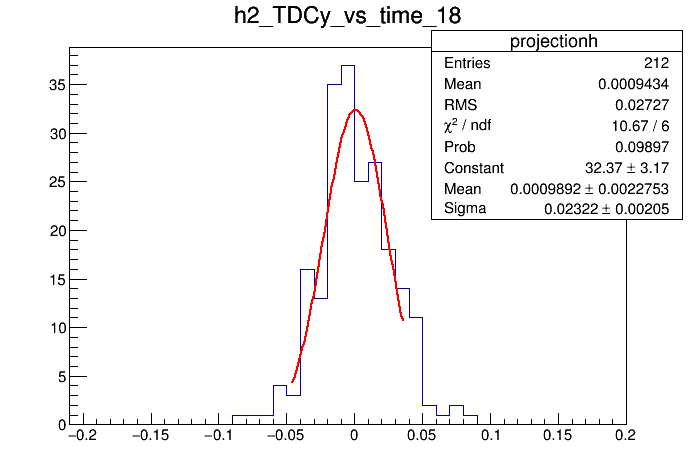 h2_TDCy_vs_time_18
projectionh
Entries 212
Mean 0.0009434
RMS 0.02727
χ² / ndf 10.67 / 6
Prob 0.09897
Constant 32.37 ± 3.17
Mean 0.0009892 ± 0.0022753
Sigma 0.02322 ± 0.00205
35
30
25
20
15
10
5
0
−0.2 −0.15 −0.1 −0.05 0 0.05 0.1 0.15 0.2